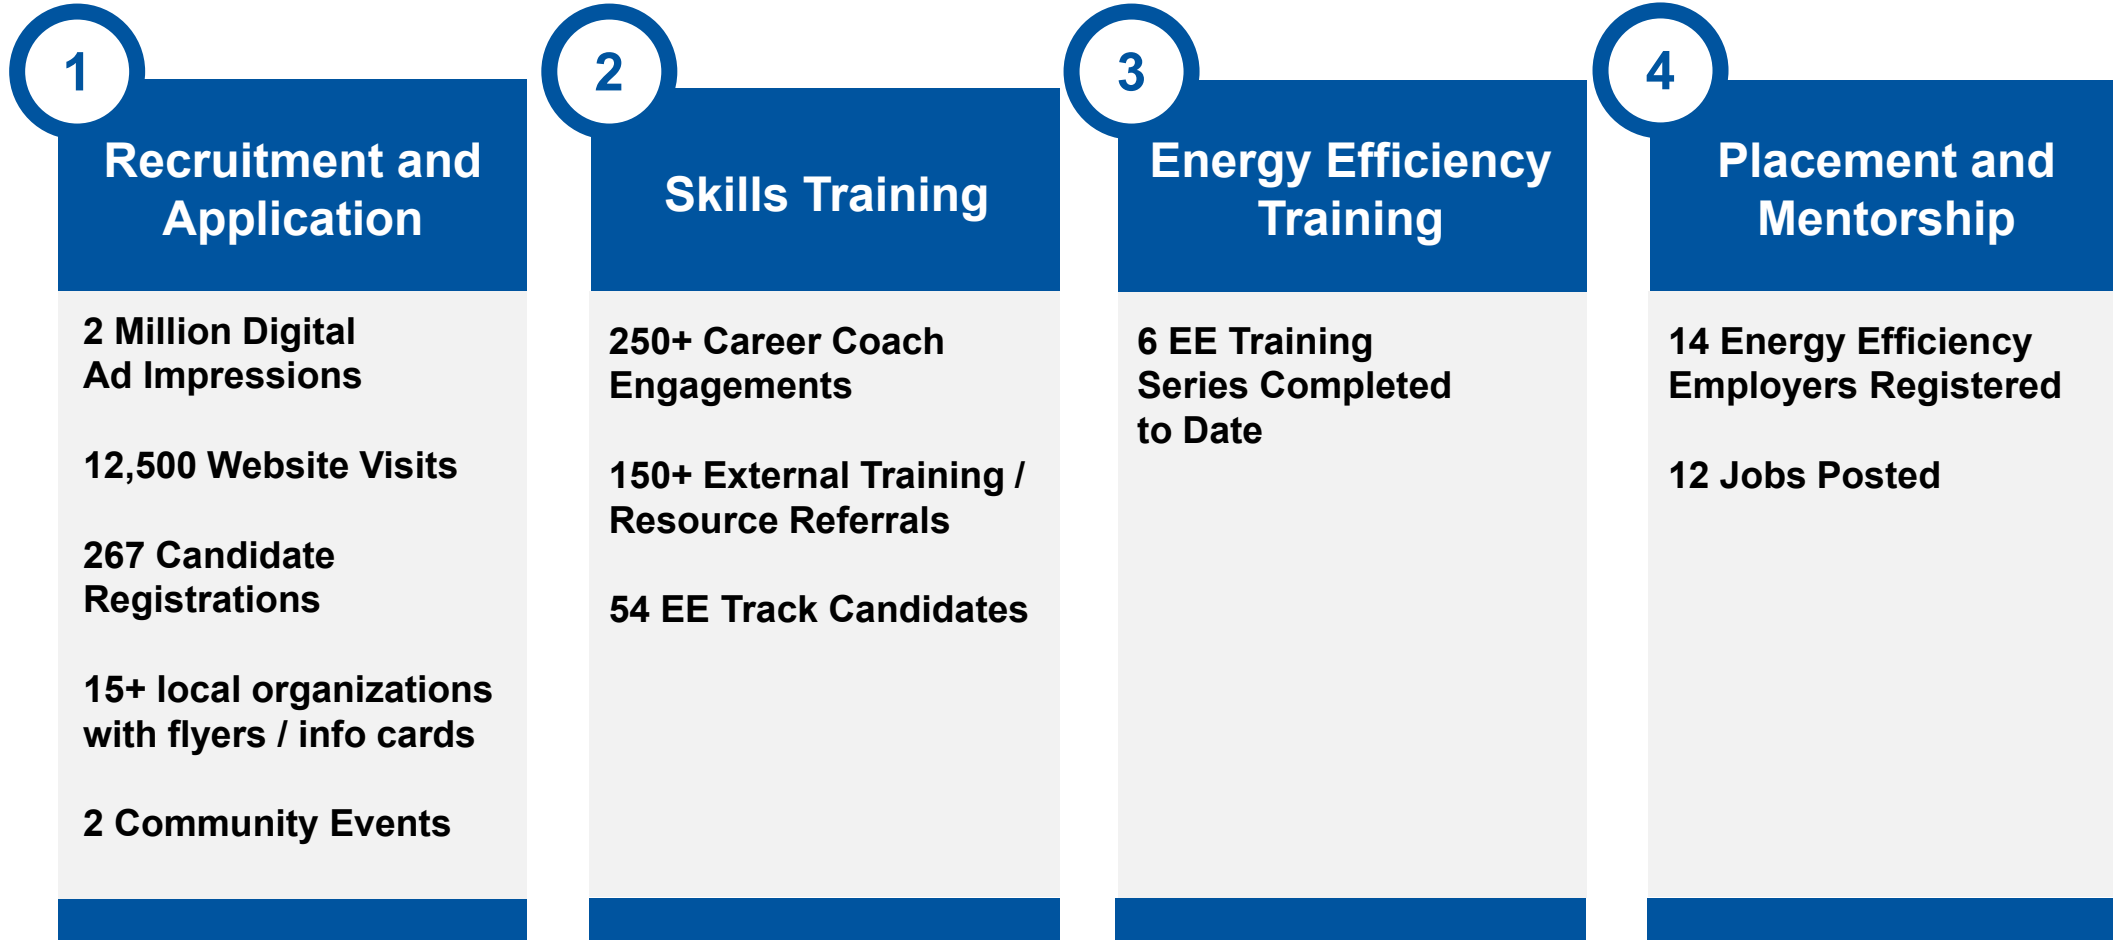 1
Recruitment and
Application
2 Million Digital
Ad Impressions
12,500 Website Visits
267 Candidate
Registrations
15+ local organizations
with flyers / info cards
2 Community Events
2
Skills Training
250+ Career Coach
Engagements
150+ External Training /
Resource Referrals
54 EE Track Candidates
3
Energy Efficiency
Training
6 EE Training
Series Completed
to Date
4
Placement and
Mentorship
14 Energy Efficiency
Employers Registered
12 Jobs Posted